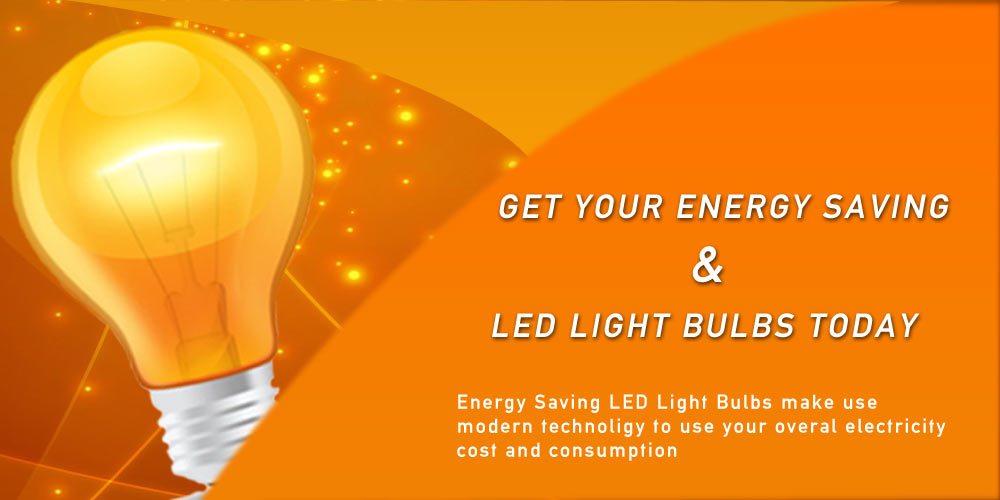 GET YOUR ENERGY SAVING
&
LED LIGHT BULBS TODAY
Energy Saving LED Light Bulbs make use
modern technoligy to use your overal electricity
cost and consumption